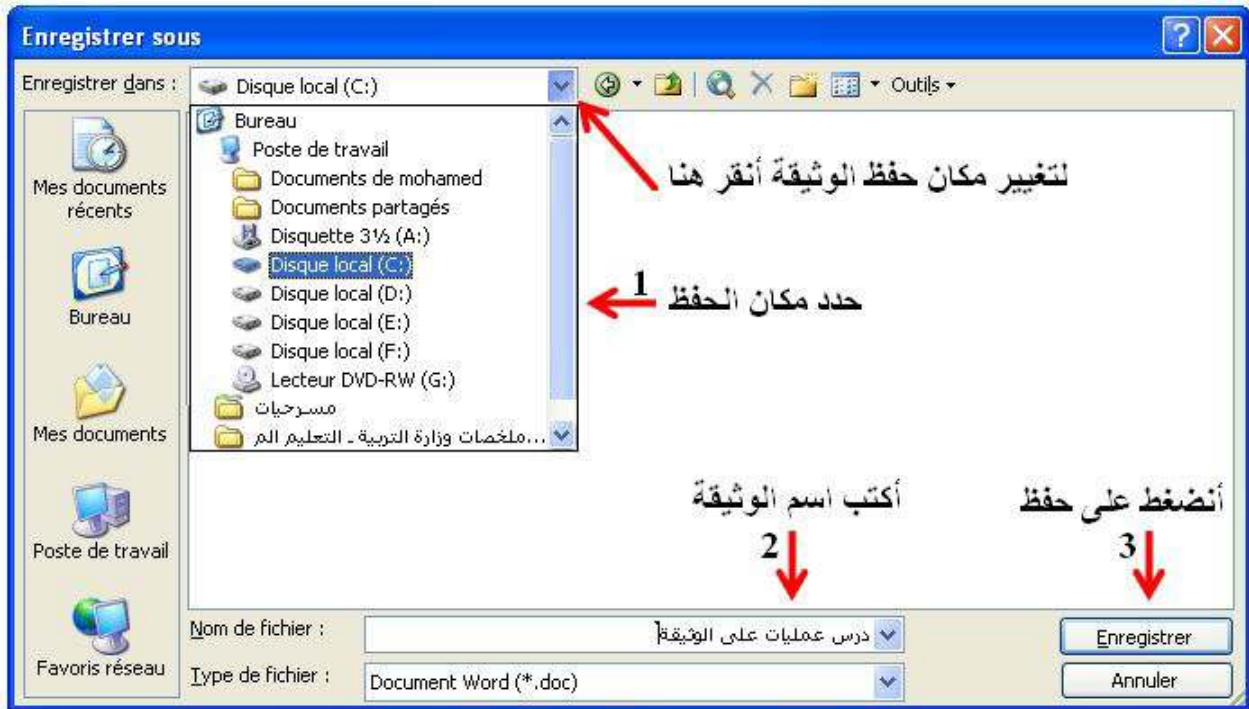 Enregistrer sous
Enregistrer dans :
Disque local (C:)
Outils
Bureau
Poste de travail
Documents de mohamed
Documents partagés
Disquette 3½ (A:)
Disque local (C:)
Disque local (D:)
Disque local (E:)
Disque local (F:)
Lecteur DVD-RW (G:)
مسرحيات
ملخصات وزارة التربية ـ التعليم الم...
Mes documents
récents
Bureau
Mes documents
Poste de travail
Favoris réseau
لتغيير مكان حفظ الوثيقة أنقر هنا
1 حدد مكان الحفظ
أكتب اسم الوثيقة
2
أنضغط على حفظ
3
Nom de fichier :
درس عمليات على الوثيقة
Enregistrer
Type de fichier :
Document Word (*.doc)
Annuler